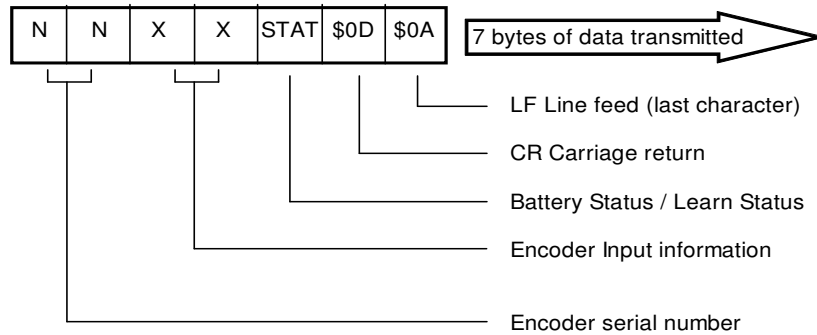 N N X X STAT $0D $0A
7 bytes of data transmitted
LF Line feed (last character)
CR Carriage return
Battery Status / Learn Status
Encoder Input information
Encoder serial number